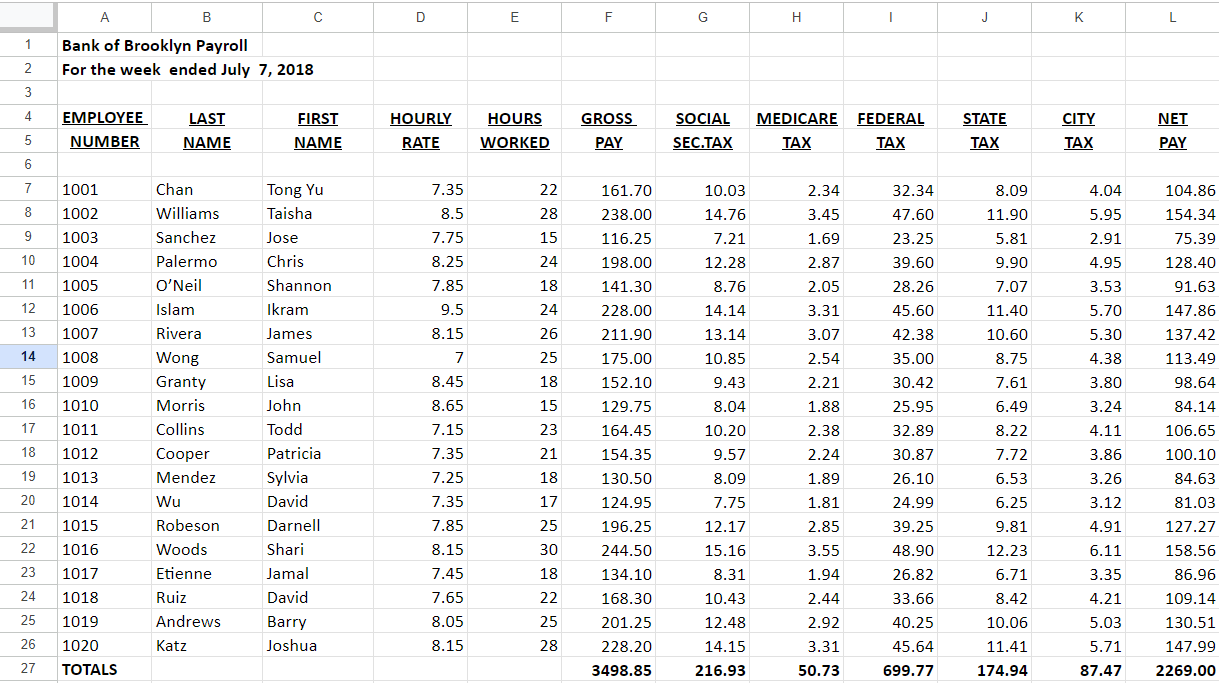 A B C D E F G H I J K L
1 Bank of Brooklyn Payroll
2 For the week ended July 7, 2018
3
4 EMPLOYEE LAST FIRST HOURLY HOURS GROSS SOCIAL MEDICARE FEDERAL STATE CITY NET
5 NUMBER NAME NAME RATE WORKED PAY SEC.TAX TAX TAX TAX TAX PAY
6
7 1001 Chan Tong Yu 7.35 22 161.70 10.03 2.34 32.34 8.09 4.04 104.86
8 1002 Williams Taisha 8.5 28 238.00 14.76 3.45 47.60 11.90 5.95 154.34
9 1003 Sanchez Jose 7.75 15 116.25 7.21 1.69 23.25 5.81 2.91 75.39
10 1004 Palermo Chris 8.25 24 198.00 12.28 2.87 39.60 9.90 4.95 128.40
11 1005 O’Neil Shannon 7.85 18 141.30 8.76 2.05 28.26 7.07 3.53 91.63
12 1006 Islam Ikram 9.5 24 228.00 14.14 3.31 45.60 11.40 5.70 147.86
13 1007 Rivera James 8.15 26 211.90 13.14 3.07 42.38 10.60 5.30 137.42
14 1008 Wong Samuel 7 25 175.00 10.85 2.54 35.00 8.75 4.38 113.49
15 1009 Granty Lisa 8.45 18 152.10 9.43 2.21 30.42 7.61 3.80 98.64
16 1010 Morris John 8.65 15 129.75 8.04 1.88 25.95 6.49 3.24 84.14
17 1011 Collins Todd 7.15 23 164.45 10.20 2.38 32.89 8.22 4.11 106.65
18 1012 Cooper Patricia 7.35 21 154.35 9.57 2.24 30.87 7.72 3.86 100.10
19 1013 Mendez Sylvia 7.25 18 130.50 8.09 1.89 26.10 6.53 3.26 84.63
20 1014 Wu David 7.35 17 124.95 7.75 1.81 24.99 6.25 3.12 81.03
21 1015 Robeson Darnell 7.85 25 196.25 12.17 2.85 39.25 9.81 4.91 127.27
22 1016 Woods Shari 8.15 30 244.50 15.16 3.55 48.90 12.23 6.11 158.56
23 1017 Etienne Jamal 7.45 18 134.10 8.31 1.94 26.82 6.71 3.35 86.96
24 1018 Ruiz David 7.65 22 168.30 10.43 2.44 33.66 8.42 4.21 109.14
25 1019 Andrews Barry 8.05 25 201.25 12.48 2.92 40.25 10.06 5.03 130.51
26 1020 Katz Joshua 8.15 28 228.20 14.15 3.31 45.64 11.41 5.71 147.99
27 TOTALS 3498.85 216.93 50.73 699.77 174.94 87.47 2269.00